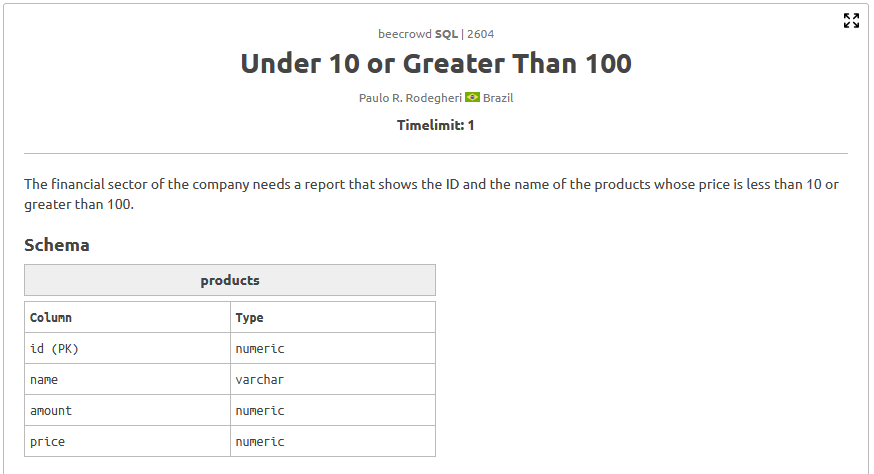 beecrowd SQL | 2604
Under 10 or Greater Than 100
Paulo R. Rodegheri Brazil
Timelimit: 1
The financial sector of the company needs a report that shows the ID and the name of the products whose price is less than 10 or
greater than 100.
Schema
products
Column Type
id (PK) numeric
name varchar
amount numeric
price numeric